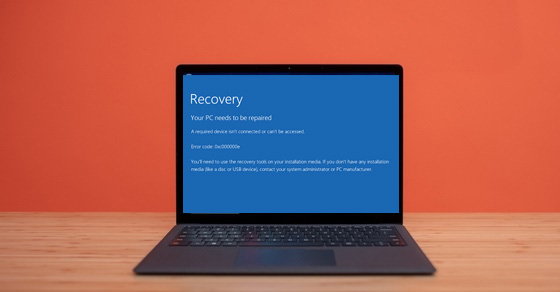 Recovery
Your PC needs to be repaired
A required device isn't connected or can't be accessed.
Error code: 0xc000000e
You'll need to use the recovery tools on your installation media. If you don't have any installation
media (like a disc or USB device), contact your system administrator or PC manufacturer.